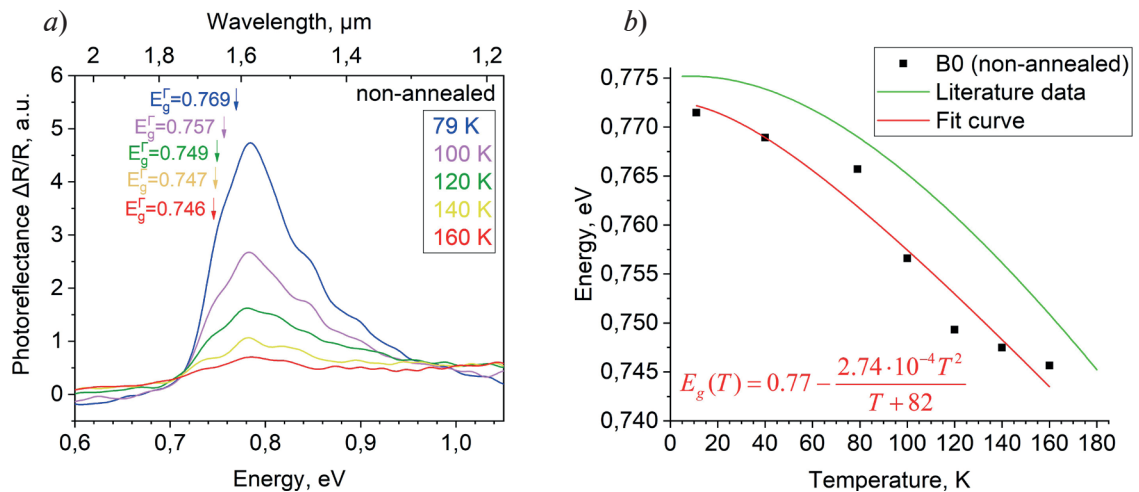 a)
Wavelength, µm
2 1,8 1,6 1,4 1,2
non-annealed
E_g^Γ=0.769
E_g^Γ=0.757
E_g^Γ=0.749
E_g^Γ=0.747
E_g^Γ=0.746
79 K
100 K
120 K
140 K
160 K
Photoreflectance ΔR/R, a.u.
6
5
4
3
2
1
0
0,6 0,7 0,8 0,9 1,0
Energy, eV
b)
B0 (non-annealed)
Literature data
Fit curve
Energy, eV
0,775
0,770
0,765
0,760
0,755
0,750
0,745
0,740
E_g(T) = 0.77 − 2.74·10⁻⁴T² / T + 82
0 20 40 60 80 100 120 140 160 180
Temperature, K